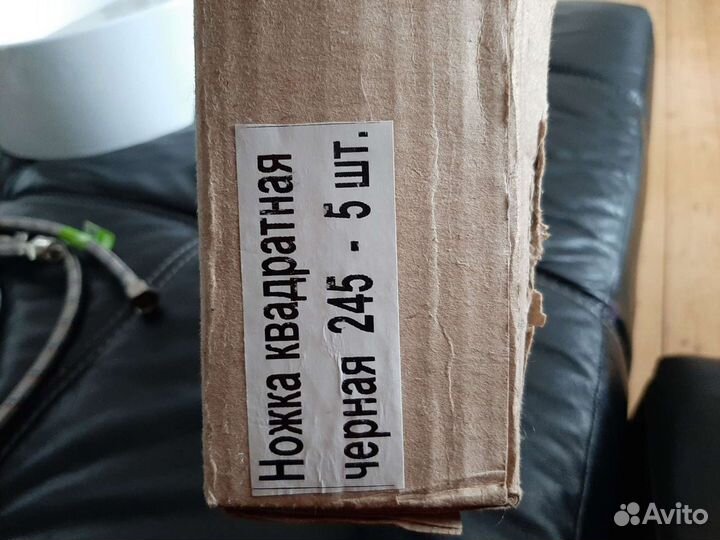 Ножка квадратная
черная 245 - 5 шт.
Avito